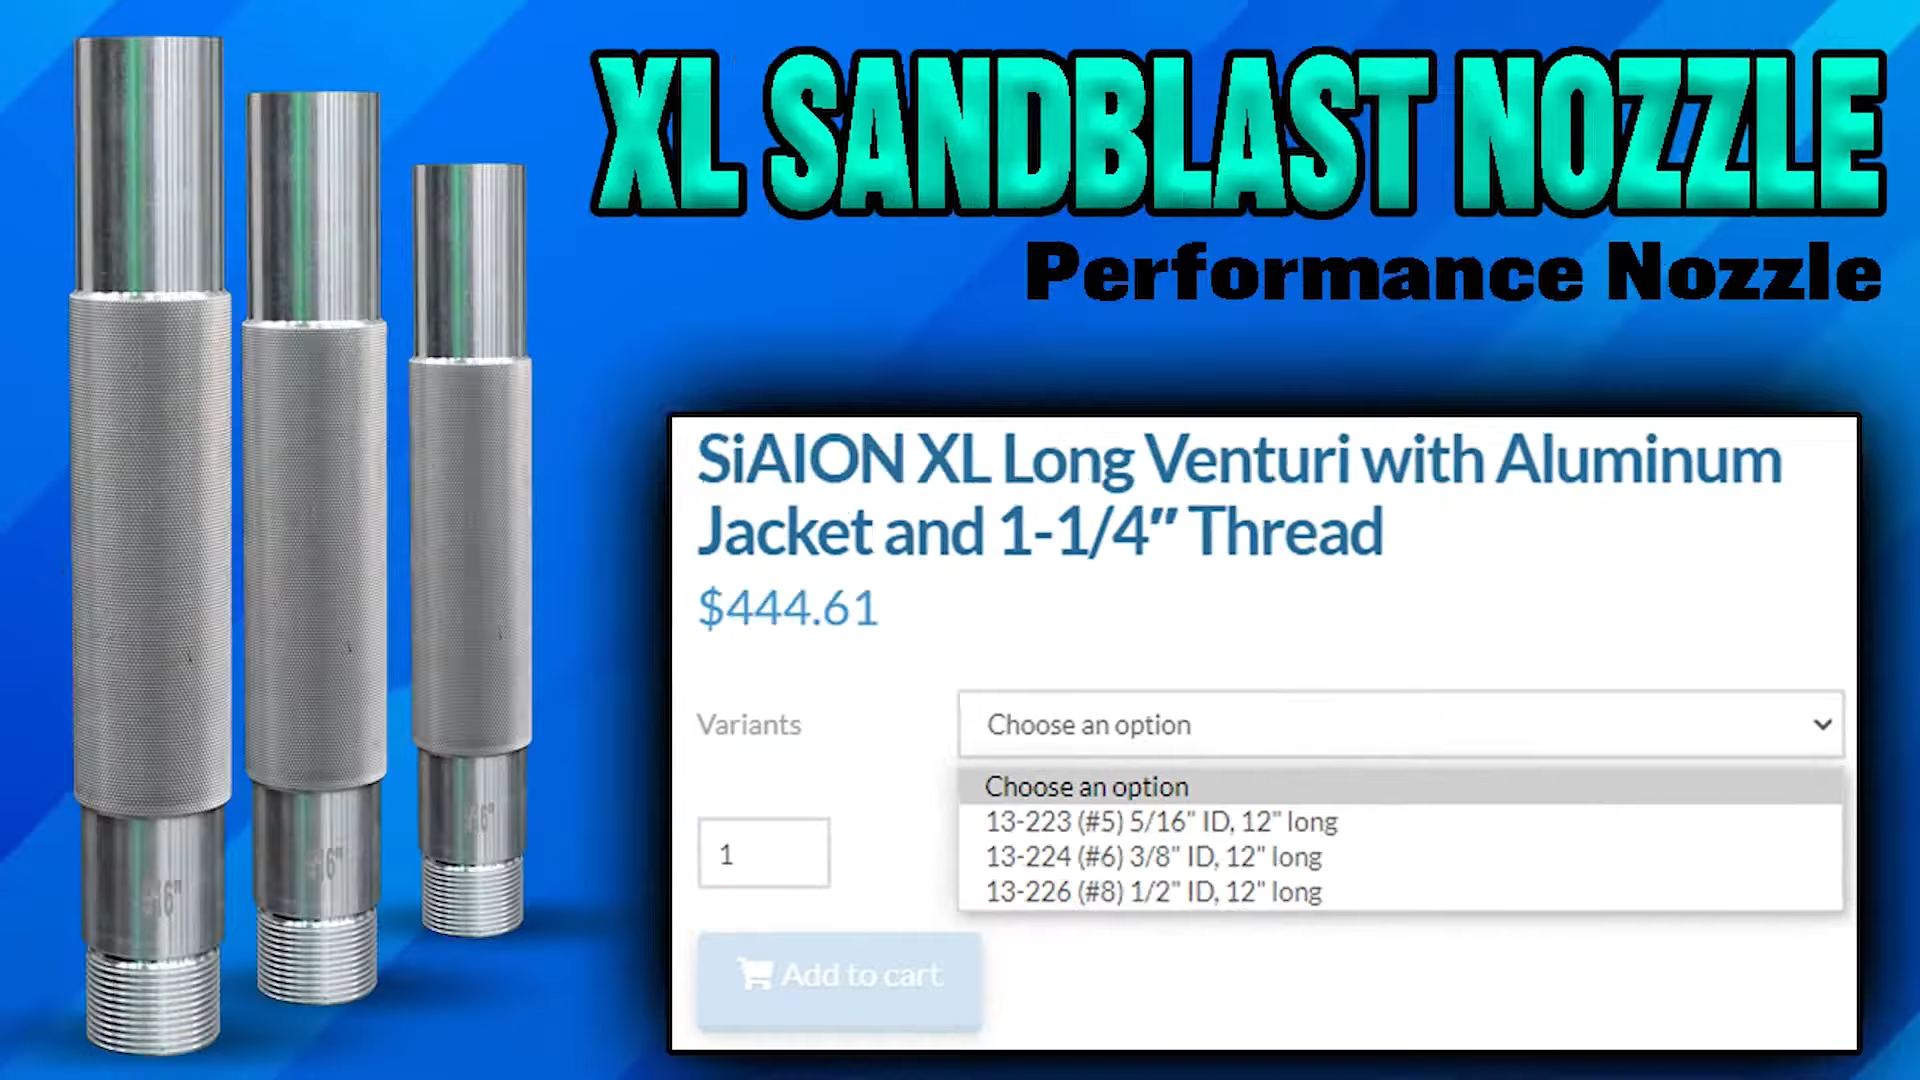 XL SANDBLAST NOZZLE
Performance Nozzle
SiAION XL Long Venturi with Aluminum
Jacket and 1-1/4" Thread
$444.61
Variants
Choose an option
Choose an option
13-223 (#5) 5/16" ID, 12" long
13-224 (#6) 3/8" ID, 12" long
13-226 (#8) 1/2" ID, 12" long
1
Add to cart